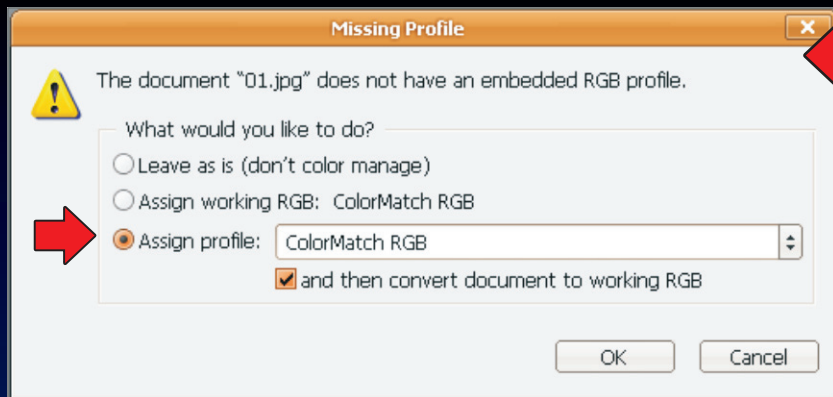 Missing Profile
The document “01.jpg” does not have an embedded RGB profile.
What would you like to do?
Leave as is (don't color manage)
Assign working RGB: ColorMatch RGB
Assign profile: ColorMatch RGB
and then convert document to working RGB
OK Cancel